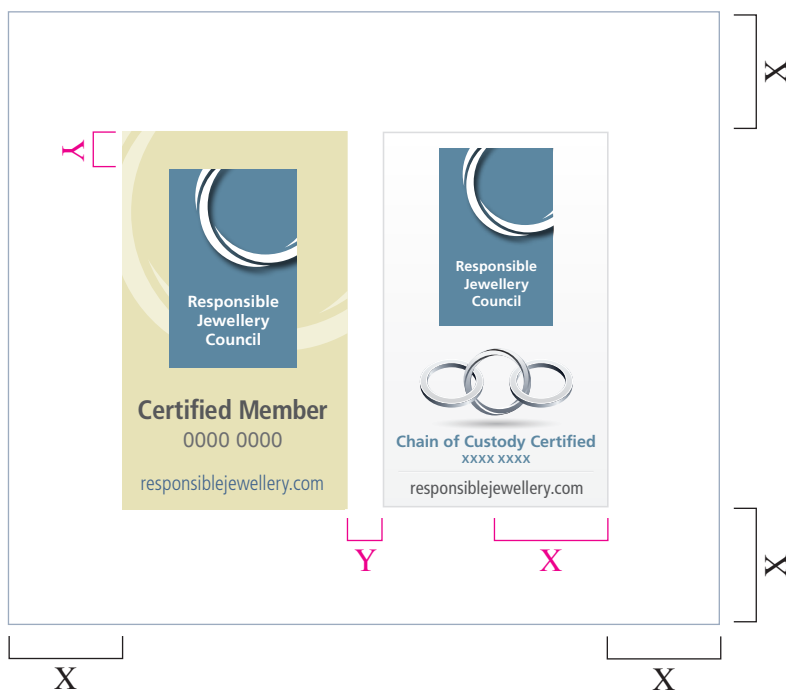 X
Y
Responsible
Jewellery
Council
Certified Member
0000 0000
responsiblejewellery.com
Responsible
Jewellery
Council
Chain of Custody Certified
xxxx xxxx
responsiblejewellery.com
Y
X
X
X
X